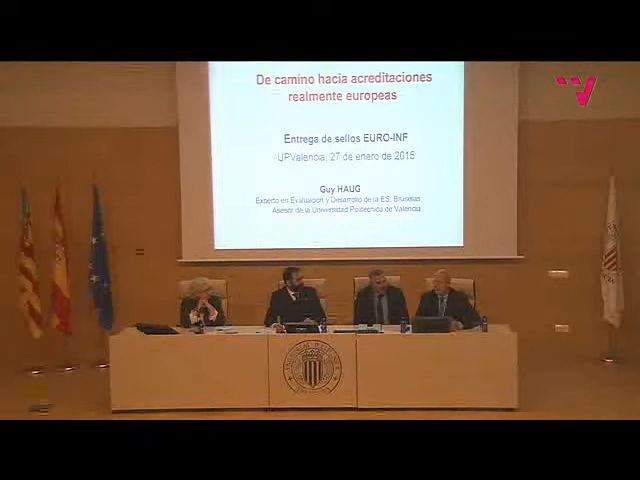 De camino hacia acreditaciones
realmente europeas
Entrega de sellos EURO-INF
UPValencia, 27 de enero de 2015
Guy HAUG
Experto en Evaluacion y Desarrollo de la ES, Bruselas
Asesor de la Universidad Politécnica de Valencia